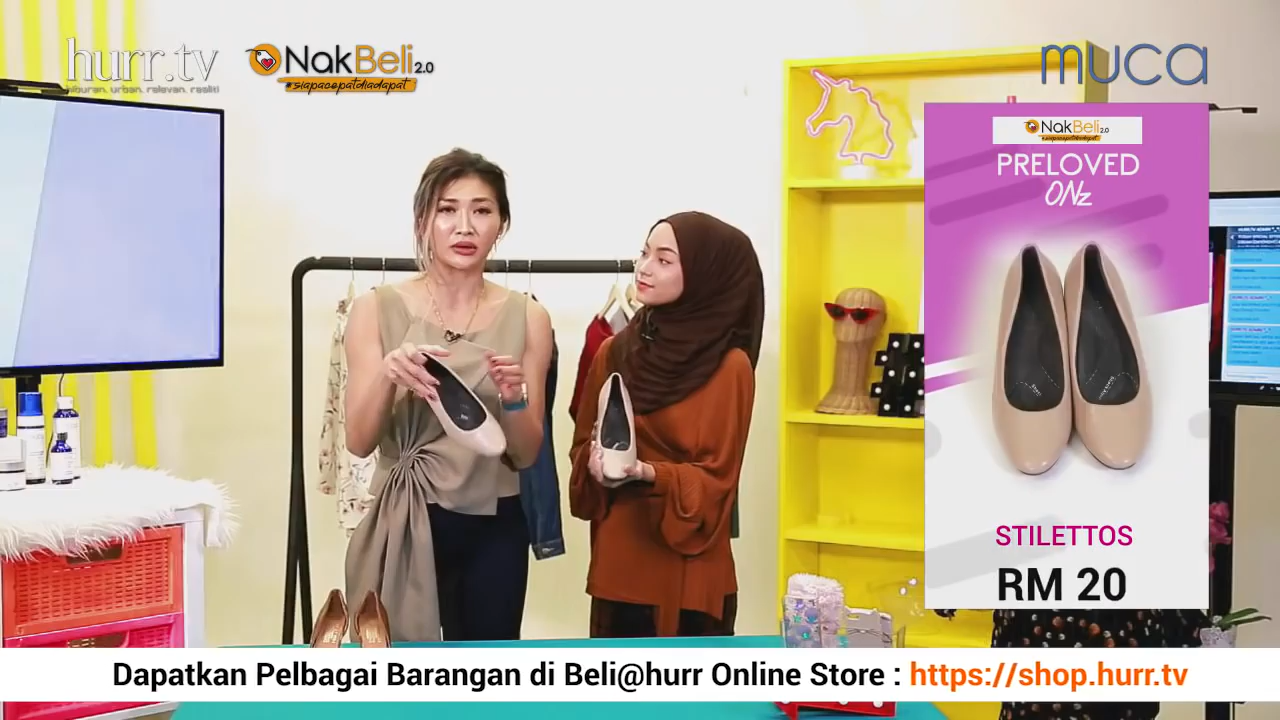 hurr.tv
hiburan. urban. relevan. realiti
NakBeli 2.0
#siapacepatdiadapat
muca
NakBeli 2.0
#siapacepatdiadapat
PRELOVED
ONz
STILETTOS
RM 20
Dapatkan Pelbagai Barangan di Beli@hurr Online Store : https://shop.hurr.tv